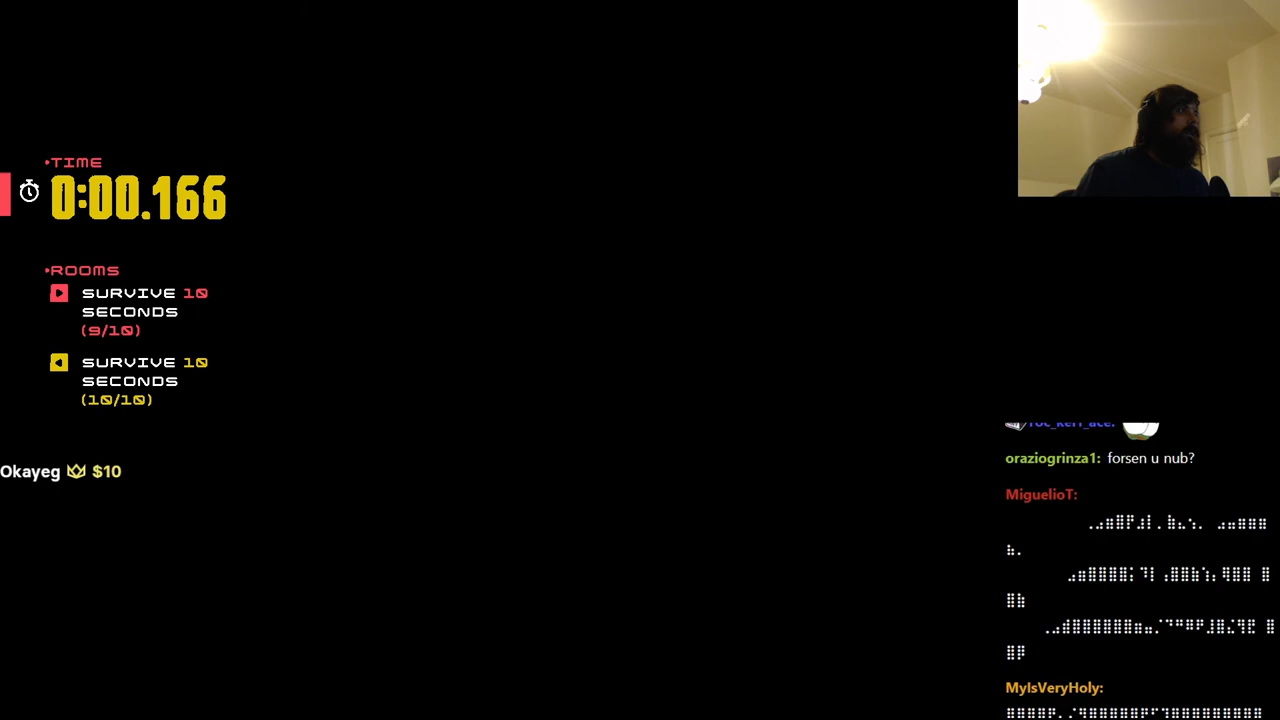 •TIME
0:00.166
•ROOMS
SURVIVE 10
SECONDS
(9/10)
SURVIVE 10
SECONDS
(10/10)
Okayeg $10
roc_kerf_ace:
oraziogrinza1: forsen u nub?
MiguelioT:
MyIsVeryHoly: